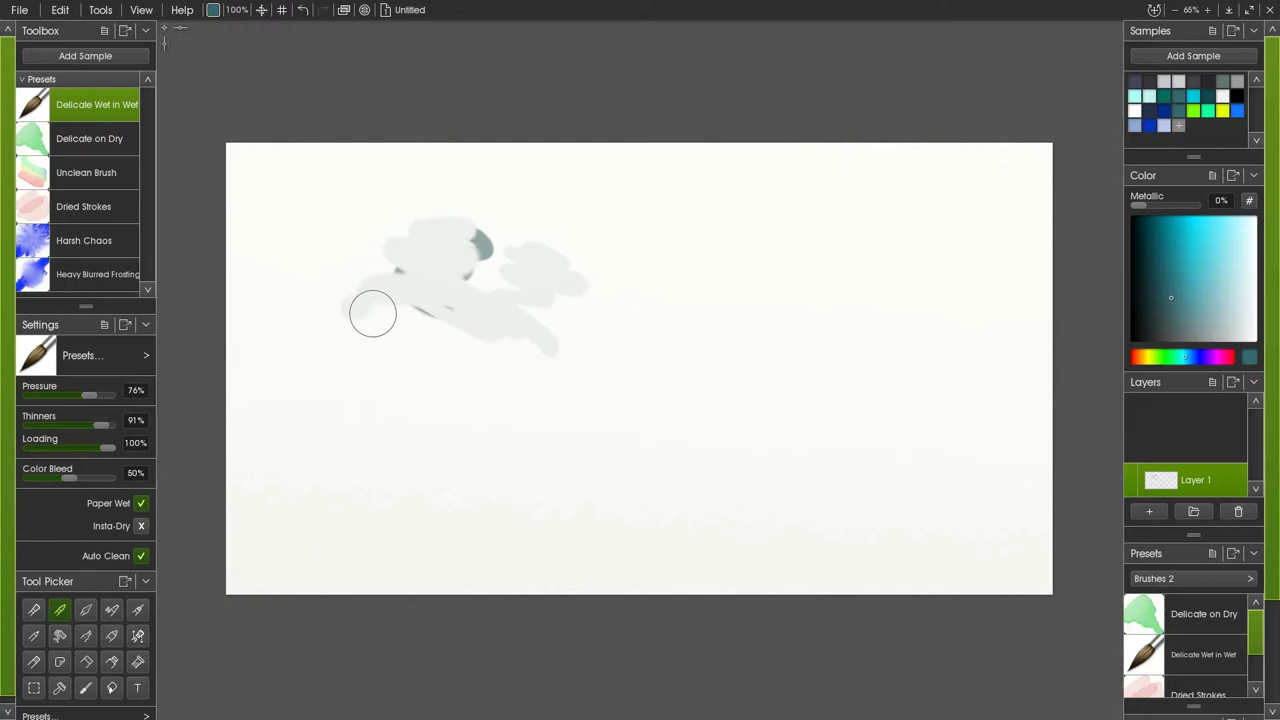 File Edit Tools View Help 100% Untitled 65%
Toolbox
Add Sample
Presets
Delicate Wet in Wet
Delicate on Dry
Unclean Brush
Dried Strokes
Harsh Chaos
Heavy Blurred Frosting
Settings
Presets...
Pressure
76%
Thinners
91%
Loading
100%
Color Bleed
50%
Paper Wet
Insta-Dry X
Auto Clean
Tool Picker
T
Presets...
Samples
Add Sample
Color
Metallic
0% #
Layers
Layer 1
Presets
Brushes 2
Delicate on Dry
Delicate Wet in Wet
Dried Strokes